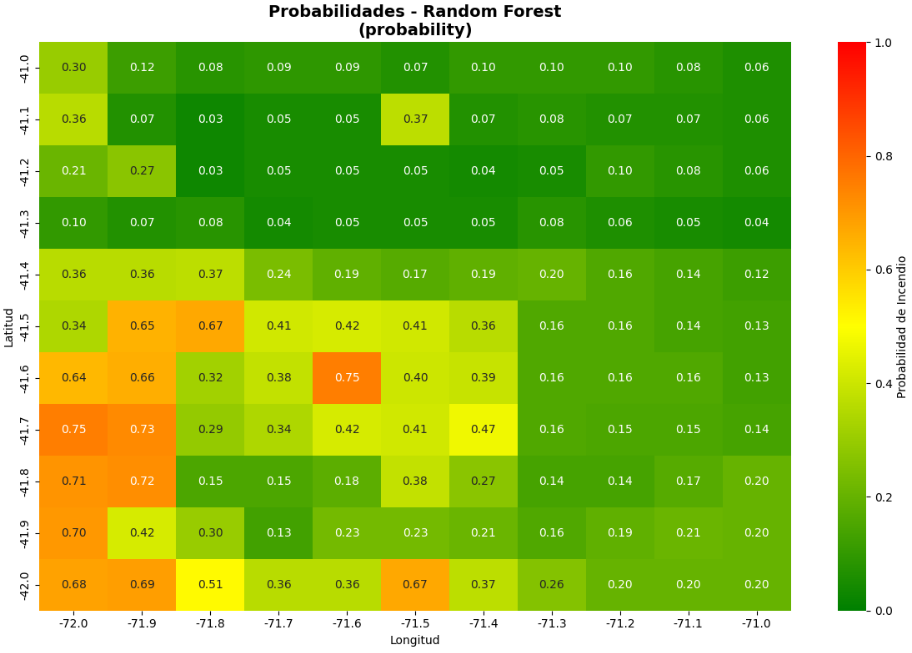 Probabilidades - Random Forest
(probability)
-41.0 0.30 0.12 0.08 0.09 0.09 0.07 0.10 0.10 0.10 0.08 0.06
-41.1 0.36 0.07 0.03 0.05 0.05 0.37 0.07 0.08 0.07 0.07 0.06
-41.2 0.21 0.27 0.03 0.05 0.05 0.05 0.04 0.05 0.10 0.08 0.06
-41.3 0.10 0.07 0.08 0.04 0.05 0.05 0.05 0.08 0.06 0.05 0.04
-41.4 0.36 0.36 0.37 0.24 0.19 0.17 0.19 0.20 0.16 0.14 0.12
-41.5 0.34 0.65 0.67 0.41 0.42 0.41 0.36 0.16 0.16 0.14 0.13
-41.6 0.64 0.66 0.32 0.38 0.75 0.40 0.39 0.16 0.16 0.16 0.13
-41.7 0.75 0.73 0.29 0.34 0.42 0.41 0.47 0.16 0.15 0.15 0.14
-41.8 0.71 0.72 0.15 0.15 0.18 0.38 0.27 0.14 0.14 0.17 0.20
-41.9 0.70 0.42 0.30 0.13 0.23 0.23 0.21 0.16 0.19 0.21 0.20
-42.0 0.68 0.69 0.51 0.36 0.36 0.67 0.37 0.26 0.20 0.20 0.20
-72.0 -71.9 -71.8 -71.7 -71.6 -71.5 -71.4 -71.3 -71.2 -71.1 -71.0
Longitud
Latitud
1.0
0.8
0.6
0.4
0.2
0.0
Probabilidad de Incendio